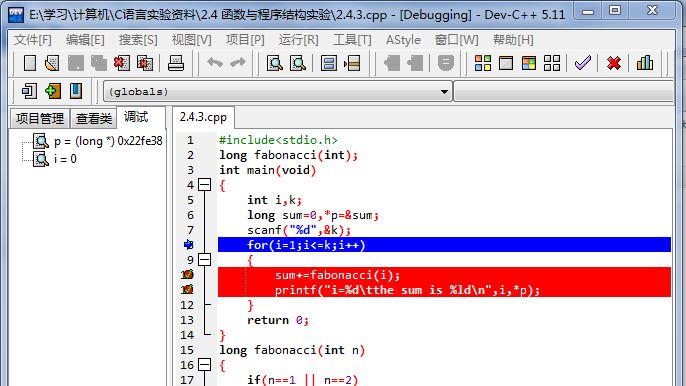 E:\学习\计算机\C语言实验资料\2.4 函数与程序结构实验\2.4.3.cpp - [Debugging] - Dev-C++ 5.11
文件[F] 编辑[E] 搜索[S] 视图[V] 项目[P] 运行[R] 工具[T] AStyle 窗口[W] 帮助[H]
(globals)
项目管理 查看类 调试 2.4.3.cpp
p = (long *) 0x22fe38
i = 0
1 #include<stdio.h>
2 long fabonacci(int);
3 int main(void)
4 {
5 int i,k;
6 long sum=0,*p=&sum;
7 scanf("%d",&k);
for(i=1;i<=k;i++)
9 {
sum+=fabonacci(i);
printf("i=%d\tthe sum is %ld\n",i,*p);
12 }
13 return 0;
14 }
15 long fabonacci(int n)
16 {
17 if(n==1 || n==2)